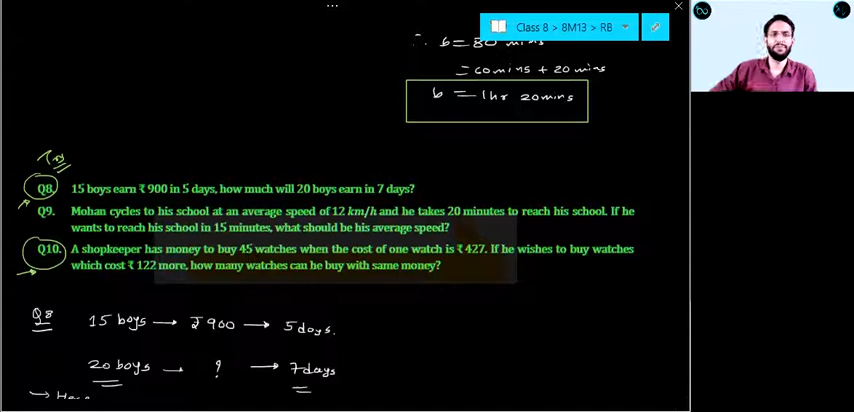 ...
Class 8 > 8M13 > RB
∴ b = 80 mins
= 60 mins + 20 mins
b = 1hr 20mins
Try
Q8. 15 boys earn ₹ 900 in 5 days, how much will 20 boys earn in 7 days?
Q9. Mohan cycles to his school at an average speed of 12 km/h and he takes 20 minutes to reach his school. If he
wants to reach his school in 15 minutes, what should be his average speed?
Q10. A shopkeeper has money to buy 45 watches when the cost of one watch is ₹ 427. If he wishes to buy watches
which cost ₹ 122 more, how many watches can he buy with same money?
Q8 15 boys → ₹ 900 → 5 days.
20 boys → ? → 7 days
→